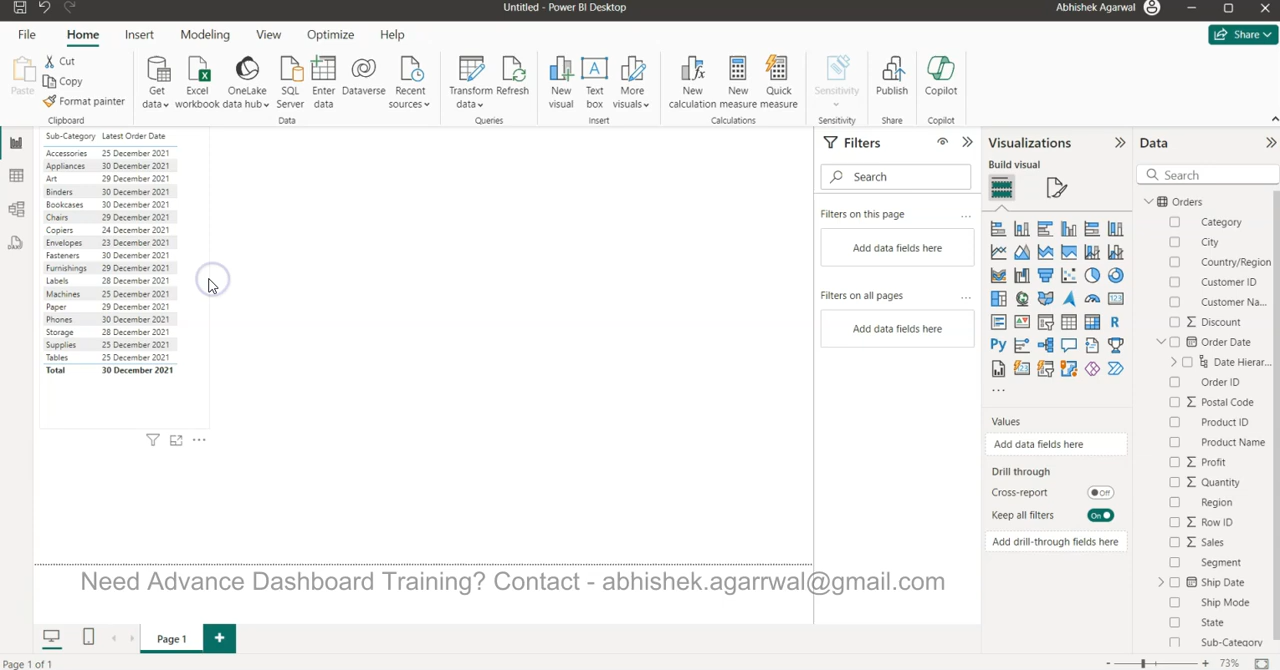 Untitled - Power BI Desktop
Abhishek Agarwal
File Home Insert Modeling View Optimize Help
Share
Paste
Cut
Copy
Format painter
Clipboard
Get data
Excel workbook
OneLake data hub
SQL Server
Enter data
Dataverse
Recent sources
Data
Transform data
Refresh
Queries
New visual
Text box
More visuals
Insert
New calculation
New measure
Quick measure
Calculations
Sensitivity
Sensitivity
Publish
Share
Copilot
Copilot
Sub-Category Latest Order Date
Accessories 25 December 2021
Appliances 30 December 2021
Art 29 December 2021
Binders 30 December 2021
Bookcases 30 December 2021
Chairs 29 December 2021
Copiers 24 December 2021
Envelopes 23 December 2021
Fasteners 30 December 2021
Furnishings 29 December 2021
Labels 28 December 2021
Machines 25 December 2021
Paper 29 December 2021
Phones 30 December 2021
Storage 28 December 2021
Supplies 25 December 2021
Tables 25 December 2021
Total 30 December 2021
Filters
Search
Filters on this page ...
Add data fields here
Filters on all pages ...
Add data fields here
Visualizations
Build visual
R
Py
...
Values
Add data fields here
Drill through
Cross-report Off
Keep all filters On
Add drill-through fields here
Data
Search
Orders
Category
City
Country/Region
Customer ID
Customer Na...
Discount
Order Date
Date Hierar...
Order ID
Postal Code
Product ID
Product Name
Profit
Quantity
Region
Row ID
Sales
Segment
Ship Date
Ship Mode
State
Sub-Category
Need Advance Dashboard Training? Contact - abhishek.agarrwal@gmail.com
Page 1
Page 1 of 1
- + 73%